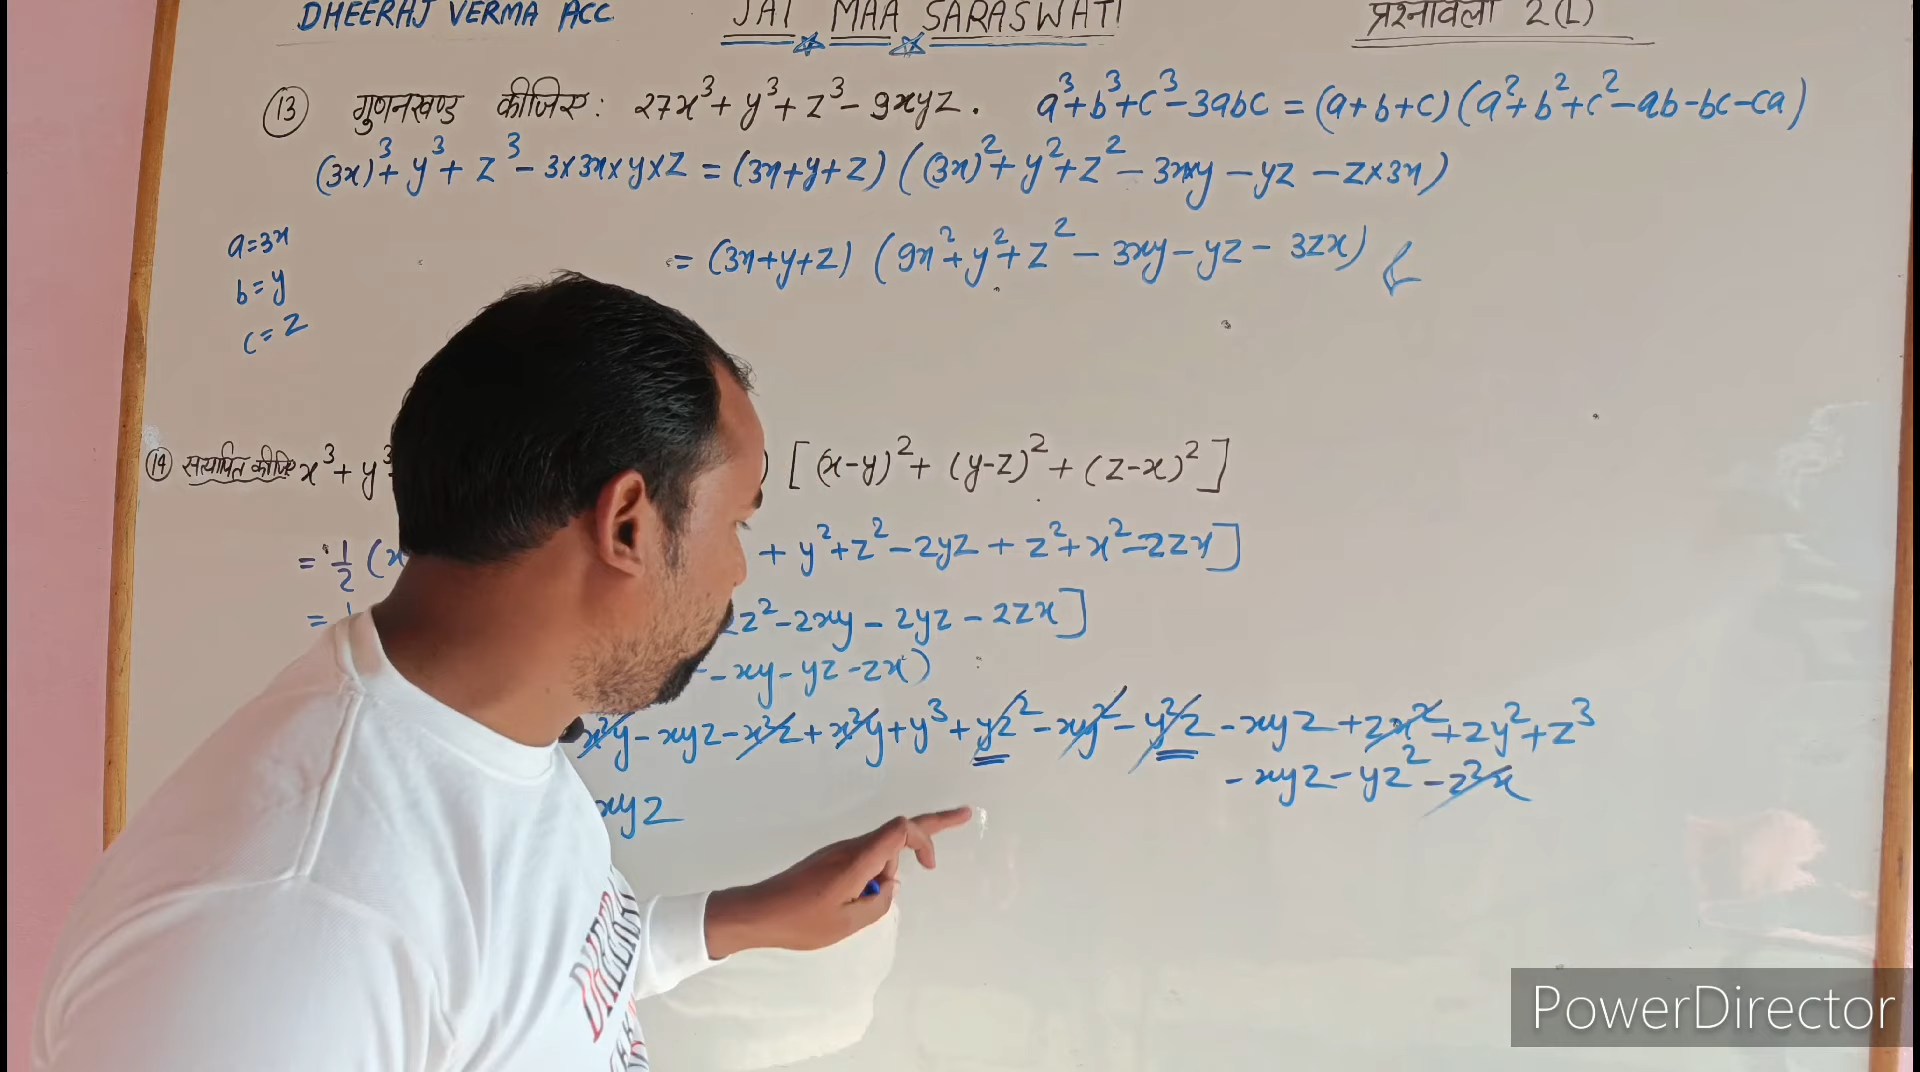 DHEERAJ VERMA ACC. JAI MAA SARASWATI प्रश्नावली 2(L)
(13) गुणनखण्ड कीजिए: 27x³+ y³+ z³- 9xyz. a³+b³+c³-3abc = (a+b+c) (a²+b²+c²-ab-bc-ca)
(3x)³+ y³+ z³- 3×3x×y×z = (3x+y+z) ((3x)²+ y²+z² - 3x×y - yz - z×3x)
a=3x
= (3x+y+z) (9x²+y²+z² - 3xy - yz - 3zx)
b=y
c=z
(14) सत्यापित कीजिए x³+ y³ ) [(x-y)²+ (y-z)²+ (z-x)²]
= 1/2 (x + y²+z²-2yz + z²+x²-2zx]
= 2z²-2xy-2yz-2zx]
-xy-yz-zx)
x²y-xyz-x²z+x²y+y³+yz²-xy²-y²z-xyz+zx²+zy²+z³
-xyz-yz²-z²x
xyz
PowerDirector